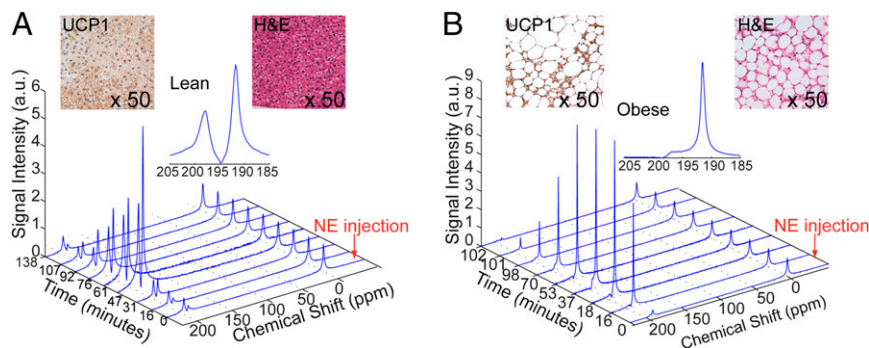 A
UCP1
x 50
H&E
x 50
Lean
205 200 195 190 185
Signal Intensity (a.u.)
6
5
4
3
2
1
0
NE injection
138 107 92 76 61 47 31 16 0
Time (minutes)
200 150 100 50 0
Chemical Shift (ppm)
B
UCP1
x 50
H&E
x 50
Obese
205 200 195 190 185
Signal Intensity (a.u.)
9
8
7
6
5
4
3
2
1
0
NE injection
102 101 98 70 53 37 18 16 0
Time (minutes)
200 150 100 50 0
Chemical Shift (ppm)